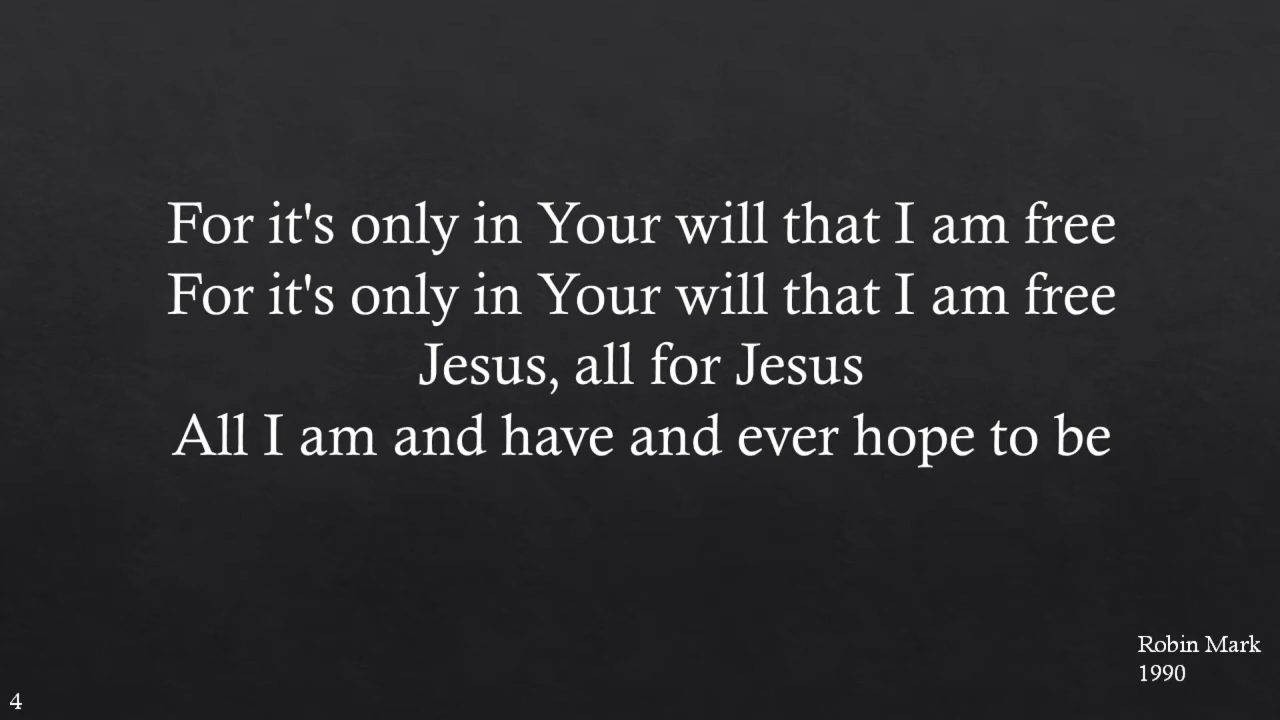 For it's only in Your will that I am free
For it's only in Your will that I am free
Jesus, all for Jesus
All I am and have and ever hope to be
Robin Mark
1990
4